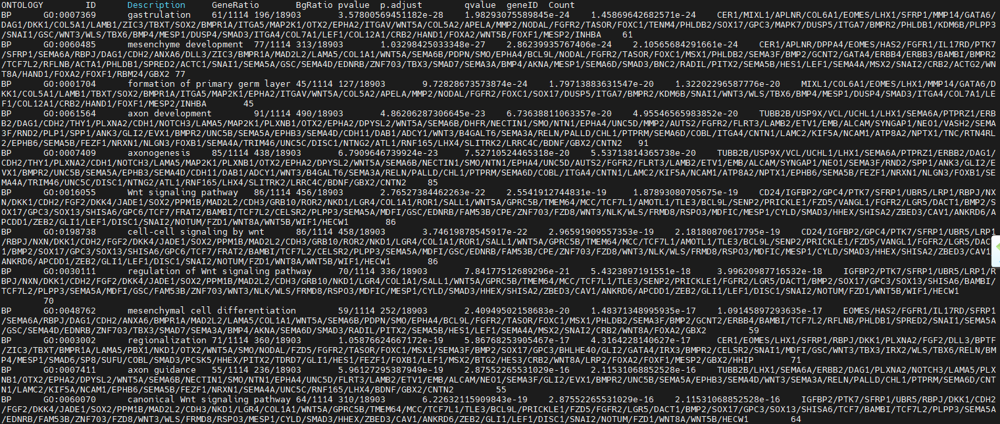 ONTOLOGY ID Description GeneRatio BgRatio pvalue p.adjust qvalue geneID Count
BP GO:0007369 gastrulation 61/1114 196/18903 3.57800569451182e-28 1.98293075589845e-24 1.45869642682571e-24 CER1/MIXL1/APLNR/COL6A1/EOMES/LHX1/SFRP1/MMP14/GATA6/
DAG1/DKK1/COL5A1/LAMB1/ZIC3/TBXT/SOX2/BMPR1A/ITGA5/MAP2K1/OTX2/EPHA2/ITGAV/WNT5A/COL5A2/APELA/MMP2/NODAL/FGFR2/TASOR/FOXC1/TENM4/PHLDB2/SOX17/GPC3/MAPK7/DUSP5/ITGA7/BMPR2/PHLDB1/KDM6B/PLPP3
/SNAI1/GSC/WNT3/WLS/TBX6/BMP4/MESP1/DUSP4/SMAD3/ITGA4/COL7A1/LEF1/COL12A1/CRB2/HAND1/FOXA2/WNT5B/FOXF1/MESP2/INHBA 61
BP GO:0060485 mesenchyme development 77/1114 313/18903 1.03298425033348e-27 2.86239935767406e-24 2.10565684291661e-24 CER1/APLNR/DPPA4/EOMES/HAS2/FGFR1/IL17RD/PTK7
/SFRP1/SEMA6A/RBPJ/DAG1/CDH2/ANXA6/DLL3/ZIC3/BMPR1A/MAD2L2/LAMA5/COL1A1/WNT5A/SEMA6B/PDPN/SMO/EPHA4/BCL9L/NODAL/FGFR2/TASOR/FOXC1/MSX1/PHLDB2/SEMA3F/BMP2/GCNT2/GATA4/ERBB4/ERBB3/BAMBI/BMPR2
/TCF7L2/RFLNB/ACTA1/PHLDB1/SPRED2/ACTC1/SNAI1/SEMA5A/GSC/SEMA4D/EDNRB/ZNF703/TBX3/SMAD7/SEMA3A/BMP4/AKNA/MESP1/SEMA6D/SMAD3/BNC2/RADIL/PITX2/SEMA5B/HES1/LEF1/SEMA4A/MSX2/SNAI2/CRB2/ACTG2/WN
T8A/HAND1/FOXA2/FOXF1/RBM24/GBX2 77
BP GO:0001704 formation of primary germ layer 45/1114 127/18903 9.72828673573874e-24 1.79713883631547e-20 1.32202296587776e-20 MIXL1/COL6A1/EOMES/LHX1/MMP14/GATA6/D
KK1/COL5A1/LAMB1/TBXT/SOX2/BMPR1A/ITGA5/MAP2K1/EPHA2/ITGAV/WNT5A/COL5A2/APELA/MMP2/NODAL/FGFR2/FOXC1/SOX17/DUSP5/ITGA7/BMPR2/KDM6B/SNAI1/WNT3/WLS/TBX6/BMP4/MESP1/DUSP4/SMAD3/ITGA4/COL7A1/LE
F1/COL12A1/CRB2/HAND1/FOXF1/MESP2/INHBA 45
BP GO:0061564 axon development 91/1114 490/18903 4.86206287306645e-23 6.73638811063357e-20 4.95546565983852e-20 TUBB2B/USP9X/VCL/UCHL1/LHX1/SEMA6A/PTPRZ1/ERB
B2/DAG1/CDH2/THY1/PLXNA2/CDH1/NOTCH3/LAMA5/MAP2K1/PLXNB1/OTX2/EPHA2/DPYSL2/WNT5A/SEMA6B/DHFR/NECTIN1/SMO/NTN1/EPHA4/UNC5D/MMP2/AUTS2/FGFR2/FLRT3/LAMB2/ETV1/EMB/ALCAM/SYNGAP1/NEO1/VASH2/SEMA
3F/RND2/PLP1/SPP1/ANK3/GLI2/EVX1/BMPR2/UNC5B/SEMA5A/EPHB3/SEMA4D/CDH11/DAB1/ADCY1/WNT3/B4GALT6/SEMA3A/RELN/PALLD/CHL1/PTPRM/SEMA6D/COBL/ITGA4/CNTN1/LAMC2/KIF5A/NCAM1/ATP8A2/NPTX1/TNC/RTN4RL
2/EPHB6/SEMA5B/FEZF1/NRXN1/NLGN3/FOXB1/SEMA4A/TRIM46/UNC5C/DISC1/NTNG2/ATL1/RNF165/LHX4/SLITRK2/LRRC4C/BDNF/GBX2/CNTN2 91
BP GO:0007409 axonogenesis 85/1114 438/18903 6.7909646739924e-23 7.52710524465318e-20 5.53713814365738e-20 TUBB2B/USP9X/VCL/UCHL1/LHX1/SEMA6A/PTPRZ1/ERBB2/DAG1/
CDH2/THY1/PLXNA2/CDH1/NOTCH3/LAMA5/MAP2K1/PLXNB1/OTX2/EPHA2/DPYSL2/WNT5A/SEMA6B/NECTIN1/SMO/NTN1/EPHA4/UNC5D/AUTS2/FGFR2/FLRT3/LAMB2/ETV1/EMB/ALCAM/SYNGAP1/NEO1/SEMA3F/RND2/SPP1/ANK3/GLI2/E
VX1/BMPR2/UNC5B/SEMA5A/EPHB3/SEMA4D/CDH11/DAB1/ADCY1/WNT3/B4GALT6/SEMA3A/RELN/PALLD/CHL1/PTPRM/SEMA6D/COBL/ITGA4/CNTN1/LAMC2/KIF5A/NCAM1/ATP8A2/NPTX1/EPHB6/SEMA5B/FEZF1/NRXN1/NLGN3/FOXB1/SE
MA4A/TRIM46/UNC5C/DISC1/NTNG2/ATL1/RNF165/LHX4/SLITRK2/LRRC4C/BDNF/GBX2/CNTN2 85
BP GO:0016055 Wnt signaling pathway 86/1114 456/18903 2.76527384462263e-22 2.5541912744831e-19 1.87893080705675e-19 CD24/IGFBP2/GPC4/PTK7/SFRP1/UBR5/LRP1/RBPJ/NX
N/DKK1/CDH2/FGF2/DKK4/JADE1/SOX2/PPM1B/MAD2L2/CDH3/GRB10/ROR2/NKD1/LGR4/COL1A1/ROR1/SALL1/WNT5A/GPRC5B/TMEM64/MCC/TCF7L1/AMOTL1/TLE3/BCL9L/SENP2/PRICKLE1/FZD5/VANGL1/FGFR2/LGR5/DACT1/BMP2/S
OX17/GPC3/SOX13/SHISA6/GPC6/TCF7/FRAT2/BAMBI/TCF7L2/CELSR2/PLPP3/SEMA5A/MDFI/GSC/EDNRB/FAM53B/CPE/ZNF703/FZD8/WNT3/NLK/WLS/FRMD8/RSPO3/MDFIC/MESP1/CYLD/SMAD3/HHEX/SHISA2/ZBED3/CAV1/ANKRD6/A
PCDD1/ZEB2/GLI1/LEF1/DISC1/SNAI2/NOTUM/FZD1/WNT8A/WNT5B/WIF1/HECW1 86
BP GO:0198738 cell-cell signaling by wnt 86/1114 458/18903 3.74619878545917e-22 2.96591909557353e-19 2.18180870617795e-19 CD24/IGFBP2/GPC4/PTK7/SFRP1/UBR5/LRP1
/RBPJ/NXN/DKK1/CDH2/FGF2/DKK4/JADE1/SOX2/PPM1B/MAD2L2/CDH3/GRB10/ROR2/NKD1/LGR4/COL1A1/ROR1/SALL1/WNT5A/GPRC5B/TMEM64/MCC/TCF7L1/AMOTL1/TLE3/BCL9L/SENP2/PRICKLE1/FZD5/VANGL1/FGFR2/LGR5/DACT
1/BMP2/SOX17/GPC3/SOX13/SHISA6/GPC6/TCF7/FRAT2/BAMBI/TCF7L2/CELSR2/PLPP3/SEMA5A/MDFI/GSC/EDNRB/FAM53B/CPE/ZNF703/FZD8/WNT3/NLK/WLS/FRMD8/RSPO3/MDFIC/MESP1/CYLD/SMAD3/HHEX/SHISA2/ZBED3/CAV1/
ANKRD6/APCDD1/ZEB2/GLI1/LEF1/DISC1/SNAI2/NOTUM/FZD1/WNT8A/WNT5B/WIF1/HECW1 86
BP GO:0030111 regulation of Wnt signaling pathway 70/1114 336/18903 7.84177512689296e-21 5.4323897191551e-18 3.99620987716532e-18 IGFBP2/PTK7/SFRP1/UBR5/LRP1/R
BPJ/NXN/DKK1/CDH2/FGF2/DKK4/JADE1/SOX2/PPM1B/MAD2L2/CDH3/GRB10/NKD1/LGR4/COL1A1/SALL1/WNT5A/GPRC5B/TMEM64/MCC/TCF7L1/TLE3/SENP2/PRICKLE1/FGFR2/LGR5/DACT1/BMP2/SOX17/GPC3/SOX13/SHISA6/BAMBI/
TCF7L2/PLPP3/SEMA5A/MDFI/GSC/FAM53B/ZNF703/WNT3/NLK/WLS/FRMD8/RSPO3/MDFIC/MESP1/CYLD/SMAD3/HHEX/SHISA2/ZBED3/CAV1/ANKRD6/APCDD1/ZEB2/GLI1/LEF1/DISC1/SNAI2/NOTUM/FZD1/WNT5B/WIF1/HECW1
70
BP GO:0048762 mesenchymal cell differentiation 59/1114 252/18903 2.40949502158683e-20 1.48371348995935e-17 1.09145897293635e-17 EOMES/HAS2/FGFR1/IL17RD/SFRP1
/SEMA6A/RBPJ/DAG1/CDH2/ANXA6/BMPR1A/MAD2L2/LAMA5/COL1A1/WNT5A/SEMA6B/PDPN/SMO/EPHA4/BCL9L/FGFR2/TASOR/FOXC1/MSX1/PHLDB2/SEMA3F/BMP2/GCNT2/ERBB4/BAMBI/TCF7L2/RFLNB/PHLDB1/SPRED2/SNAI1/SEMA5A
/GSC/SEMA4D/EDNRB/ZNF703/TBX3/SMAD7/SEMA3A/BMP4/AKNA/SEMA6D/SMAD3/RADIL/PITX2/SEMA5B/HES1/LEF1/SEMA4A/MSX2/SNAI2/CRB2/WNT8A/FOXA2/GBX2 59
BP GO:0003002 regionalization 71/1114 360/18903 1.05876624667172e-19 5.86768253905467e-17 4.3164228140627e-17 CER1/EOMES/LHX1/SFRP1/RBPJ/DKK1/PLXNA2/FGF2/DLL3/BPTF
/ZIC3/TBXT/BMPR1A/LAMA5/PBX1/NKD1/OTX2/WNT5A/SMO/NODAL/FZD5/FGFR2/TASOR/FOXC1/MSX1/SEMA3F/BMP2/SOX17/GPC3/BHLHE40/GLI2/GATA4/IRX3/BMPR2/CELSR2/SNAI1/MDFI/GSC/WNT3/TBX3/IRX2/WLS/TBX6/RELN/BM
P4/MESP1/SMAD6/SP8/SUFU/COBL/SMAD3/PCSK5/HHEX/PITX2/TDRD7/GLI1/HES1/FEZF1/FOXB1/LEF1/MSX2/BTG2/HES3/CRB2/WNT8A/LRP2/FOXA2/FOXF1/MESP2/GBX2/HHIP 71
BP GO:0007411 axon guidance 55/1114 236/18903 5.96127295387949e-19 2.87552265531029e-16 2.11531068852528e-16 TUBB2B/LHX1/SEMA6A/ERBB2/DAG1/PLXNA2/NOTCH3/LAMA5/PLX
NB1/OTX2/EPHA2/DPYSL2/WNT5A/SEMA6B/NECTIN1/SMO/NTN1/EPHA4/UNC5D/FLRT3/LAMB2/ETV1/EMB/ALCAM/NEO1/SEMA3F/GLI2/EVX1/BMPR2/UNC5B/SEMA5A/EPHB3/SEMA4D/WNT3/SEMA3A/RELN/PALLD/CHL1/PTPRM/SEMA6D/CNT
N1/LAMC2/KIF5A/NCAM1/EPHB6/SEMA5B/FEZF1/NRXN1/SEMA4A/UNC5C/RNF165/LHX4/BDNF/GBX2/CNTN2 55
BP GO:0060070 canonical Wnt signaling pathway 64/1114 310/18903 6.22632115909843e-19 2.87552265531029e-16 2.11531068852528e-16 IGFBP2/PTK7/SFRP1/UBR5/RBPJ/DKK1/CDH2
/FGF2/DKK4/JADE1/SOX2/PPM1B/MAD2L2/CDH3/NKD1/LGR4/COL1A1/WNT5A/GPRC5B/TMEM64/MCC/TCF7L1/TLE3/BCL9L/PRICKLE1/FZD5/FGFR2/LGR5/DACT1/BMP2/SOX17/GPC3/SOX13/SHISA6/TCF7/BAMBI/TCF7L2/PLPP3/SEMA5A
/EDNRB/FAM53B/ZNF703/FZD8/WNT3/WLS/FRMD8/RSPO3/MESP1/CYLD/SMAD3/HHEX/ZBED3/CAV1/ANKRD6/ZEB2/GLI1/LEF1/DISC1/SNAI2/NOTUM/FZD1/WNT8A/WNT5B/HECW1 64